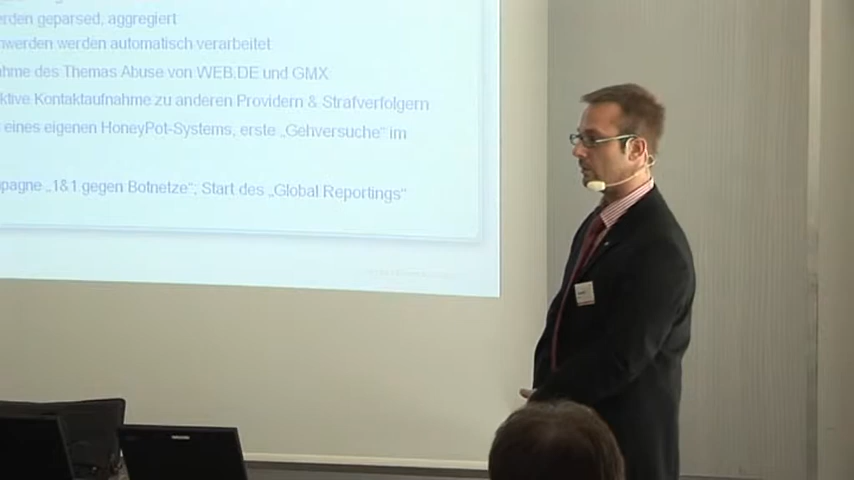 rden geparsed, aggregiert
werden werden automatisch verarbeitet
ahme des Themas Abuse von WEB.DE und GMX
ktive Kontaktaufnahme zu anderen Providern & Strafverfolgern
eines eigenen HoneyPot-Systems, erste „Gehversuche“ im
pagne „1&1 gegen Botnetze“; Start des „Global Reportings“